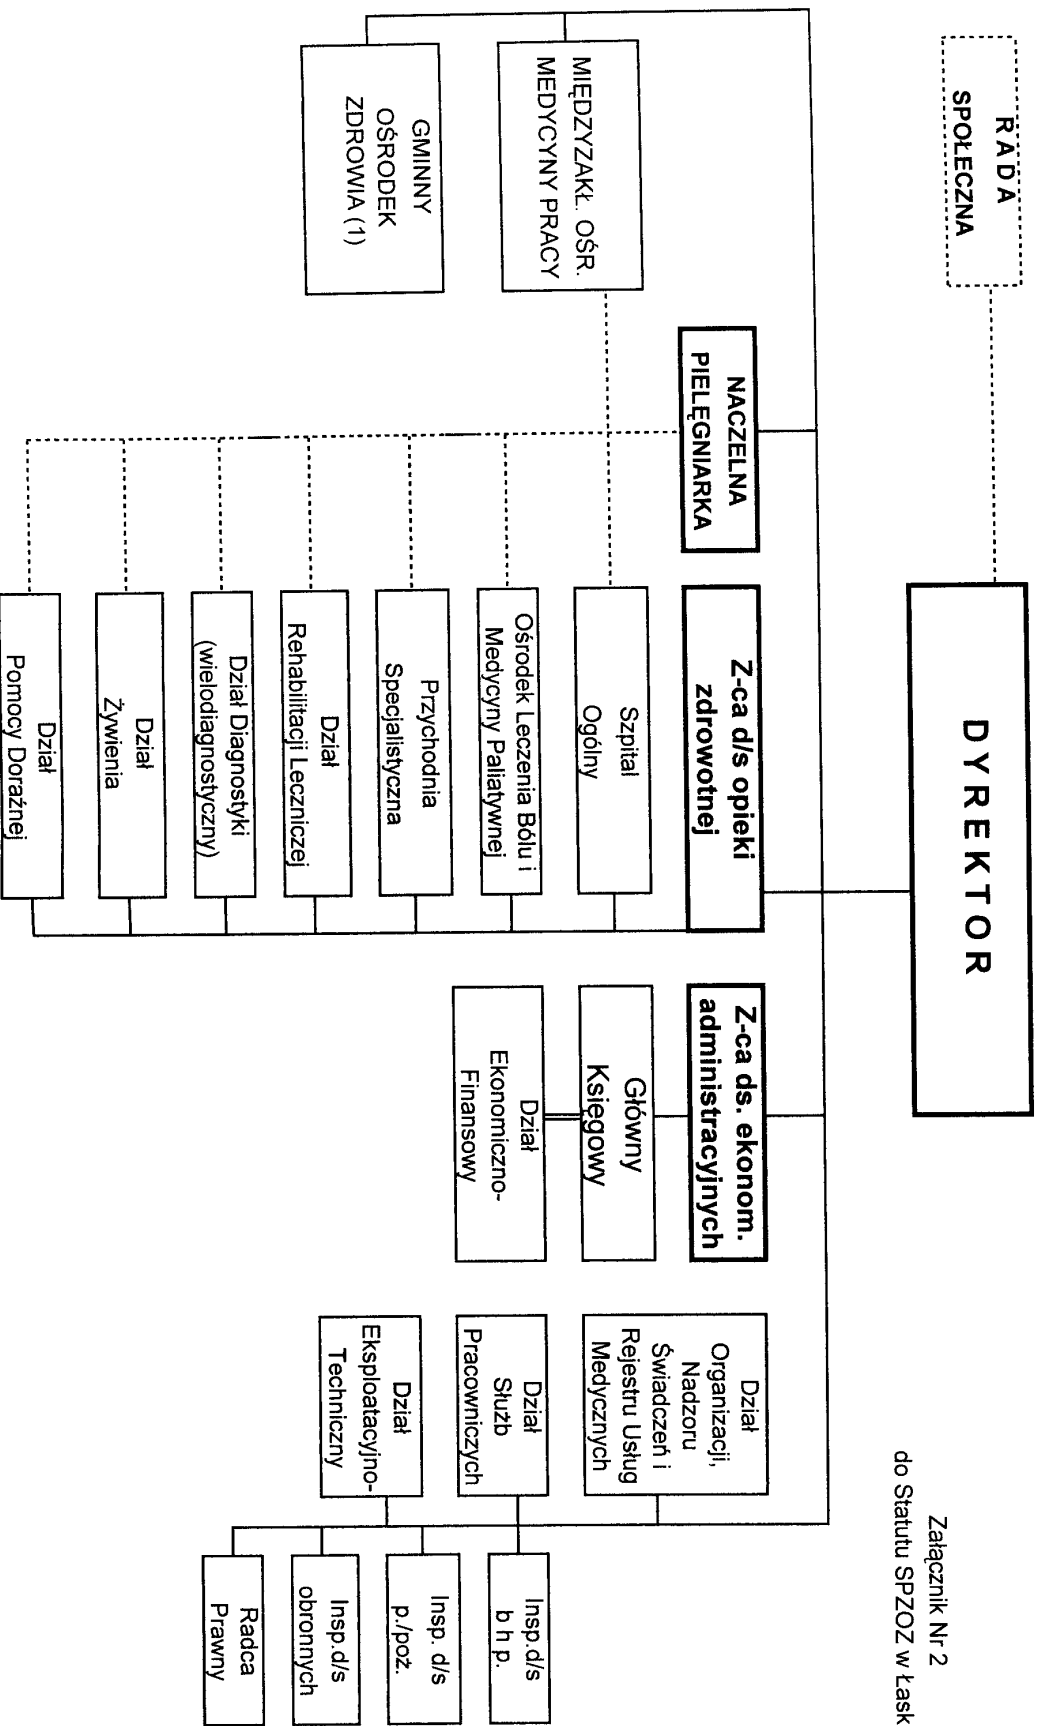 Załącznik Nr 2
do Statutu SPZOZ w Łask
R A D A
SPOŁECZNA
D Y R E K T O R
MIĘDZYZAKŁ. OŚR.
MEDYCYNY PRACY
GMINNY
OŚRODEK
ZDROWIA (1)
NACZELNA
PIELĘGNIARKA
Z-ca d/s opieki
zdrowotnej
Szpital
Ogólny
Ośrodek Leczenia Bólu i
Medycyny Paliatywnej
Przychodnia
Specjalistyczna
Dział
Rehabilitacji Leczniczej
Dział Diagnostyki
(wielodiagnostyczny)
Dział
Żywienia
Dział
Pomocy Doraźnej
Z-ca ds. ekonom.
administracyjnych
Główny
Księgowy
Dział
Ekonomiczno-
Finansowy
Dział
Organizacji,
Nadzoru
Świadczeń i
Rejestru Usług
Medycznych
Dział
Służb
Pracowniczych
Dział
Eksploatacyjno-
Techniczny
Insp.d/s
b h p.
Insp. d/s
p./poż.
Insp.d/s
obronnych
Radca
Prawny